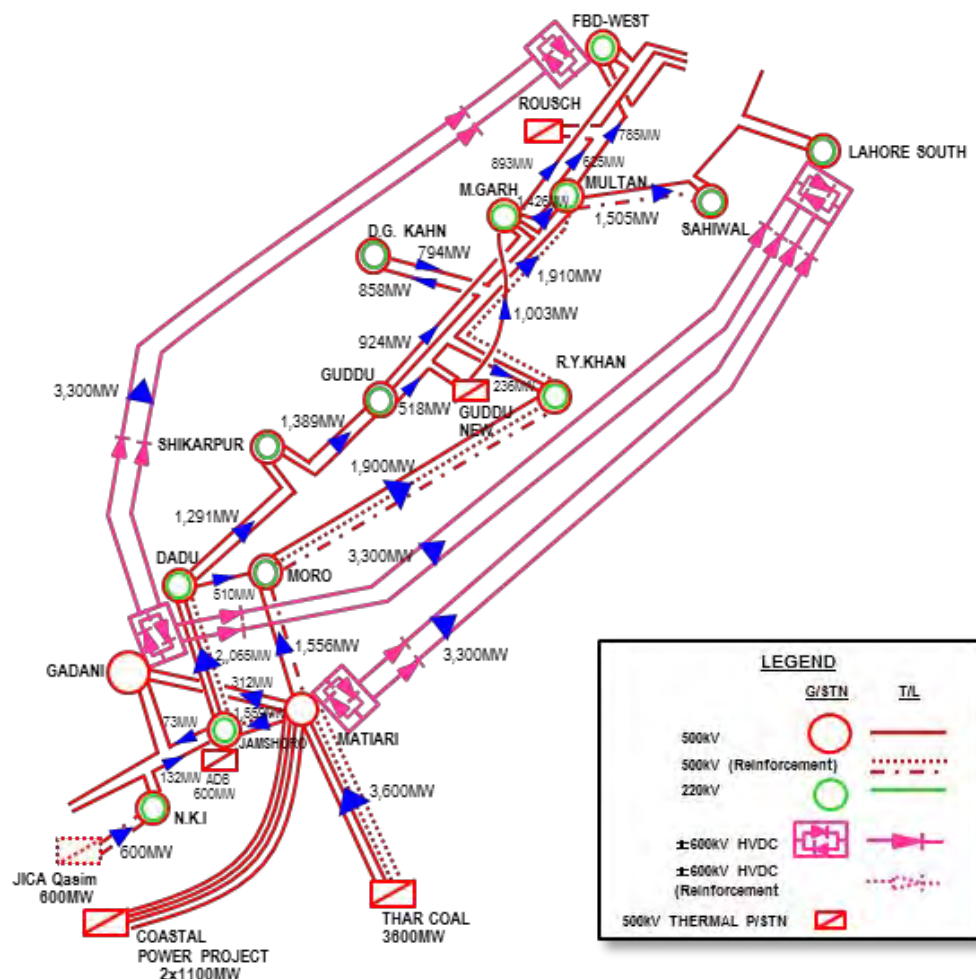 FBD-WEST
ROUSCH
785MW
893MW
625MW
LAHORE SOUTH
MULTAN
M.GARH
1,426MW
1,505MW
SAHIWAL
D.G. KAHN
794MW
858MW
1,910MW
1,003MW
924MW
R.Y.KHAN
GUDDU
236MW
3,300MW
518MW
GUDDU
NEW
1,389MW
SHIKARPUR
1,900MW
1,291MW
3,300MW
DADU
MORO
510MW
2,066MW
1,556MW
3,300MW
GADANI
312MW
73MW
JAMSHORO
MATIARI
ADB
600MW
132MW
3,600MW
N.K.I
600MW
JICA Qasim
600MW
THAR COAL
3600MW
COASTAL
POWER PROJECT
2x1100MW
LEGEND
G/STN T/L
500kV
500kV (Reinforcement)
220kV
±600kV HVDC
±600kV HVDC
(Reinforcement
500kV THERMAL P/STN